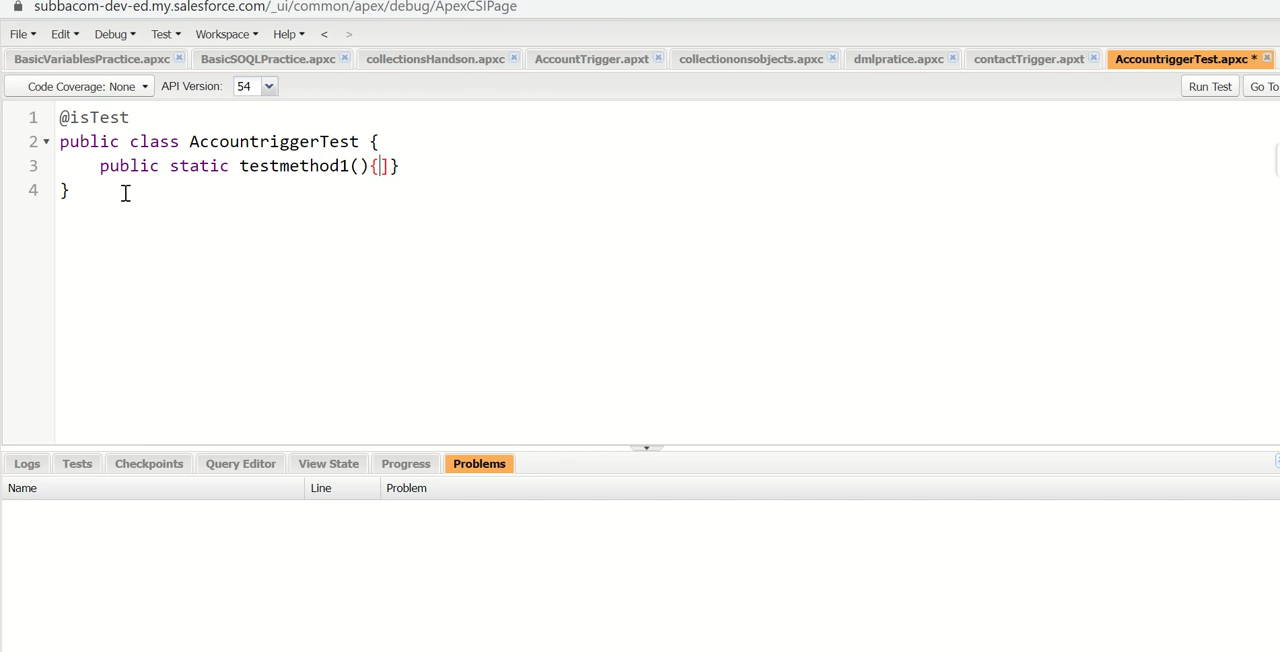 subbacom-dev-ed.my.salesforce.com/_ui/common/apex/debug/ApexCSIPage
File Edit Debug Test Workspace Help < >
BasicVariablesPractice.apxc BasicSOQLPractice.apxc collectionsHandson.apxc AccountTrigger.apxt collectiononsobjects.apxc dmlpratice.apxc contactTrigger.apxt AccountriggerTest.apxc *
Code Coverage: None API Version: 54 Run Test Go To
1 @isTest
2 public class AccountriggerTest {
3 public static testmethod1(){]}
4 }
Logs Tests Checkpoints Query Editor View State Progress Problems
Name Line Problem